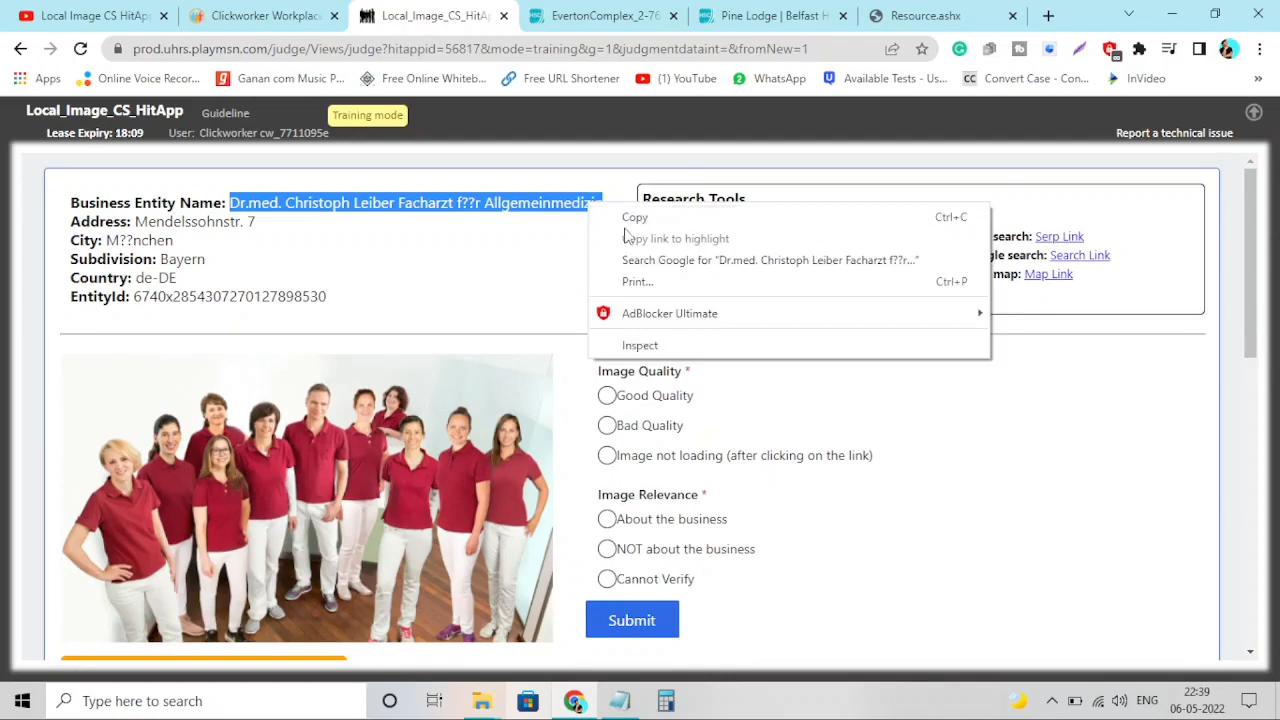 How to solve UHRS
Clickworker Workplac
Local_Image_CS_HitAp
EvertonComplex_2-76
Pine Lodge | Belfast H
Resource.ashx
prod.uhrs.playmsn.com/judge/Views/judge?hitappid=56817&mode=training&g=1&judgmentdataint=&fromNew=1
Apps
Online Voice Recor...
Ganan com Music P...
Free Online Whiteb...
Free URL Shortener
(1) YouTube
WhatsApp
Available Tests - Us...
Convert Case - Con...
InVideo
»
Local_Image_CS_HitApp
Guideline
Training mode
Lease Expiry: 18:09
User: Clickworker cw_7711095e
Report a technical issue
Business Entity Name: Dr.med. Christoph Leiber Facharzt f??r Allgemeinmedizin
Address: Mendelssohnstr. 7
City: M??nchen
Subdivision: Bayern
Country: de-DE
EntityId: 6740x2854307270127898530
Research Tools
search: Serp Link
gle search: Search Link
map: Map Link
Copy
Ctrl+C
opy link to highlight
Search Google for "Dr.med. Christoph Leiber Facharzt f??r..."
Print...
Ctrl+P
AdBlocker Ultimate
Inspect
Image Quality *
Good Quality
Bad Quality
Image not loading (after clicking on the link)
Image Relevance *
About the business
NOT about the business
Cannot Verify
Submit
Type here to search
ENG
22:39
06-05-2022